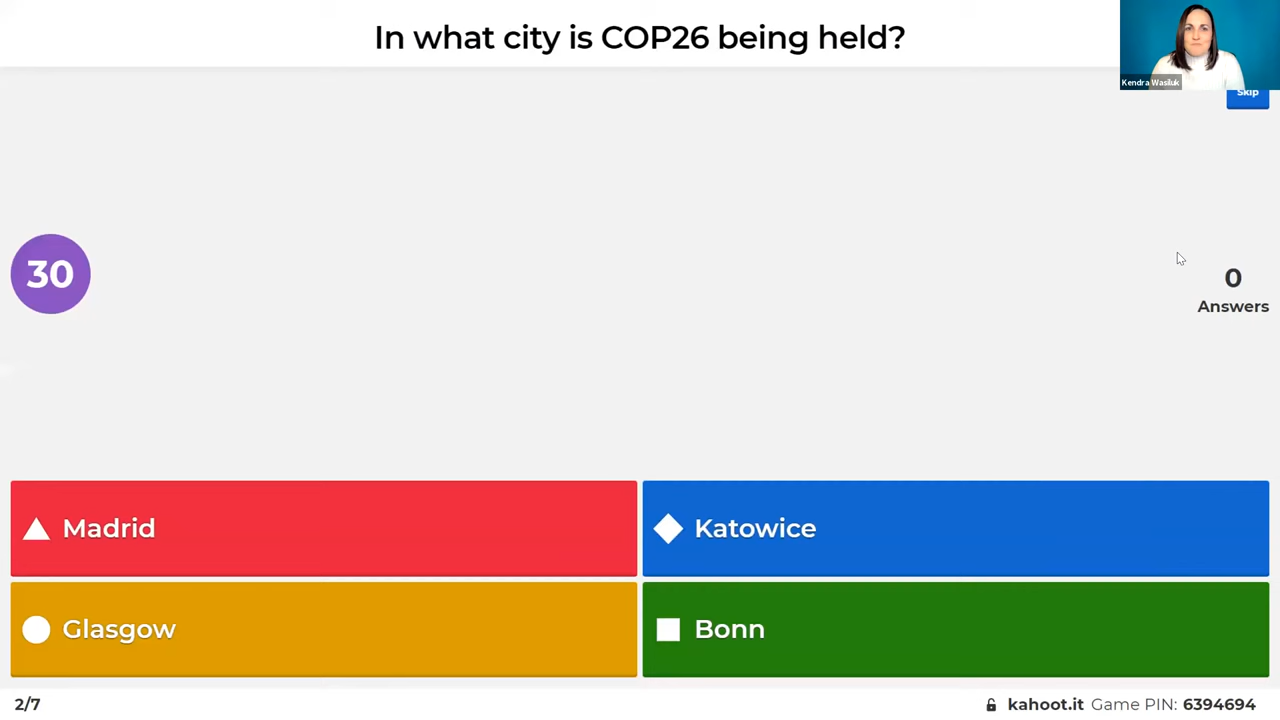 In what city is COP26 being held?
Kendra Wasiluk
Skip
30
0
Answers
Madrid
Katowice
Glasgow
Bonn
2/7
kahoot.it Game PIN: 6394694